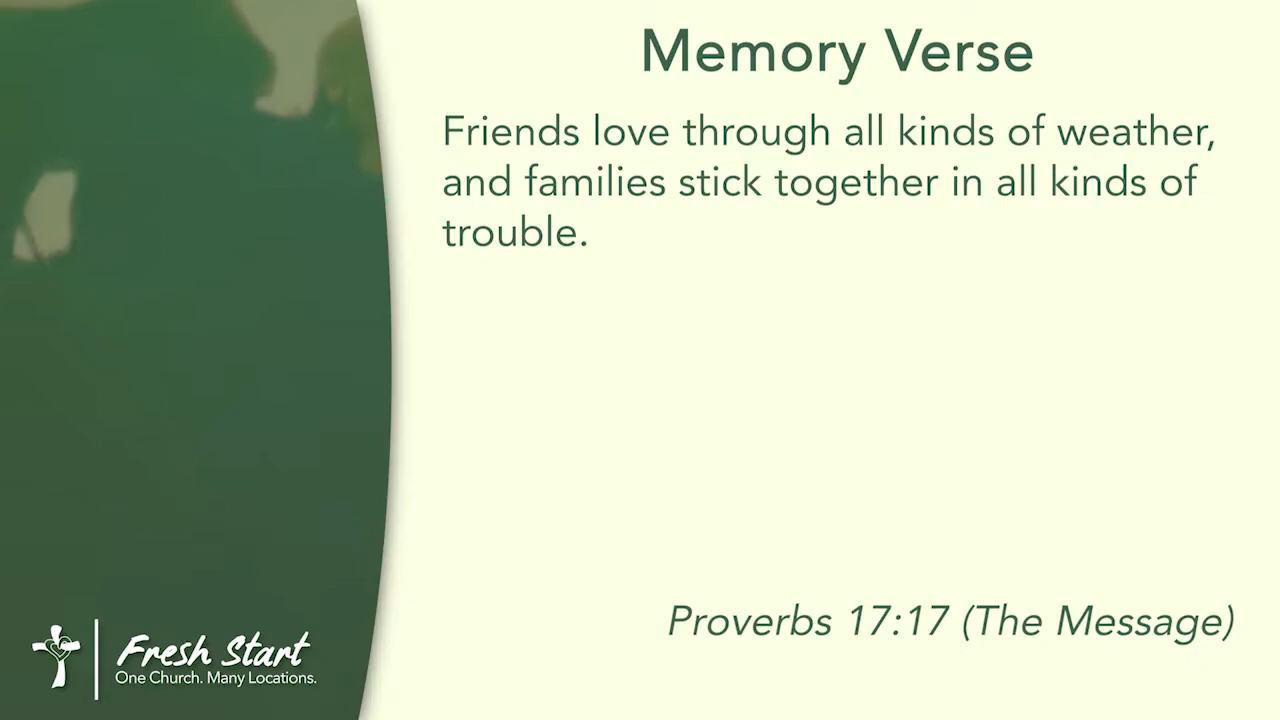 Memory Verse
Friends love through all kinds of weather,
and families stick together in all kinds of
trouble.
Proverbs 17:17 (The Message)
Fresh Start
One Church. Many Locations.